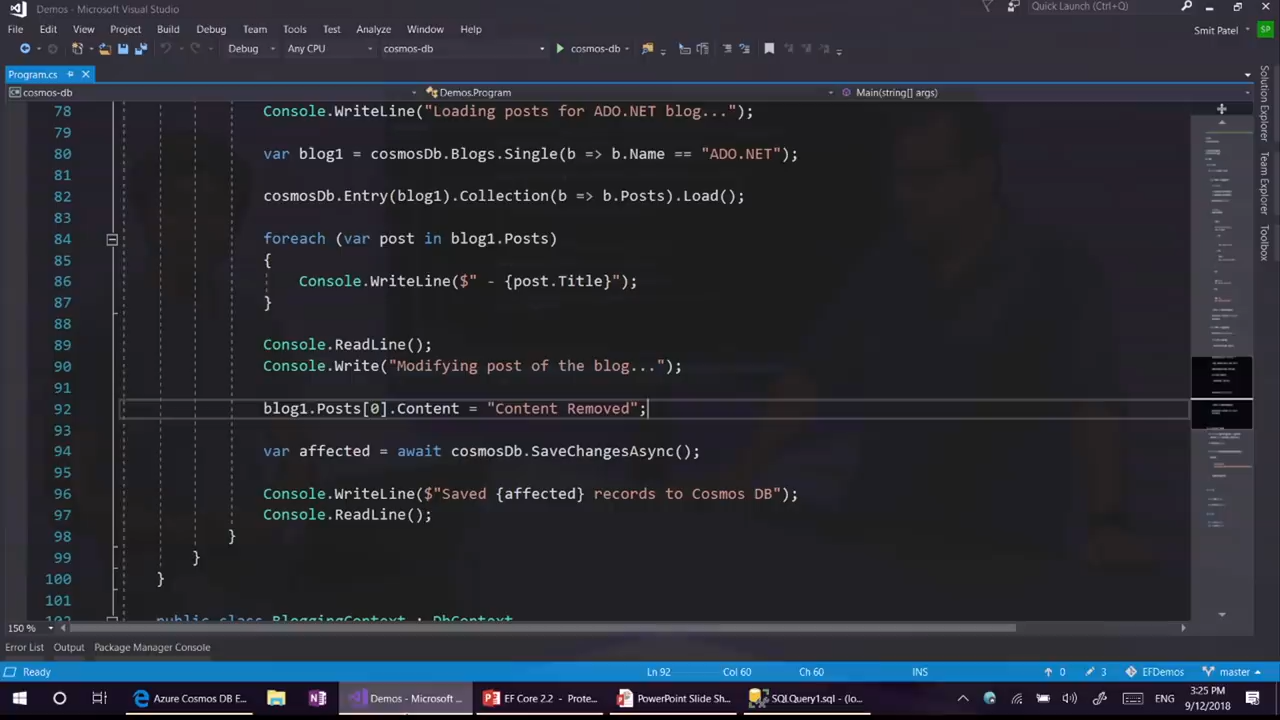 Demos - Microsoft Visual Studio
Quick Launch (Ctrl+Q)
File Edit View Project Build Debug Team Tools Test Analyze Window Help
Smit Patel SP
Debug Any CPU cosmos-db cosmos-db
Program.cs
cosmos-db Demos.Program Main(string[] args)
78 Console.WriteLine("Loading posts for ADO.NET blog...");
79
80 var blog1 = cosmosDb.Blogs.Single(b => b.Name == "ADO.NET");
81
82 cosmosDb.Entry(blog1).Collection(b => b.Posts).Load();
83
84 foreach (var post in blog1.Posts)
85 {
86 Console.WriteLine($" - {post.Title}");
87 }
88
89 Console.ReadLine();
90 Console.Write("Modifying post of the blog...");
91
92 blog1.Posts[0].Content = "Content Removed";
93
94 var affected = await cosmosDb.SaveChangesAsync();
95
96 Console.WriteLine($"Saved {affected} records to Cosmos DB");
97 Console.ReadLine();
98 }
99 }
100 }
101
102 public class BloggingContext : DbContext
150 %
Error List Output Package Manager Console
Ready Ln 92 Col 60 Ch 60 INS 0 3 EFDemos master
Azure Cosmos DB E... Demos - Microsoft ... EF Core 2.2 - Prote... PowerPoint Slide Sh... SQLQuery1.sql - (lo... ENG 3:25 PM
9/12/2018
Solution Explorer
Team Explorer
Toolbox